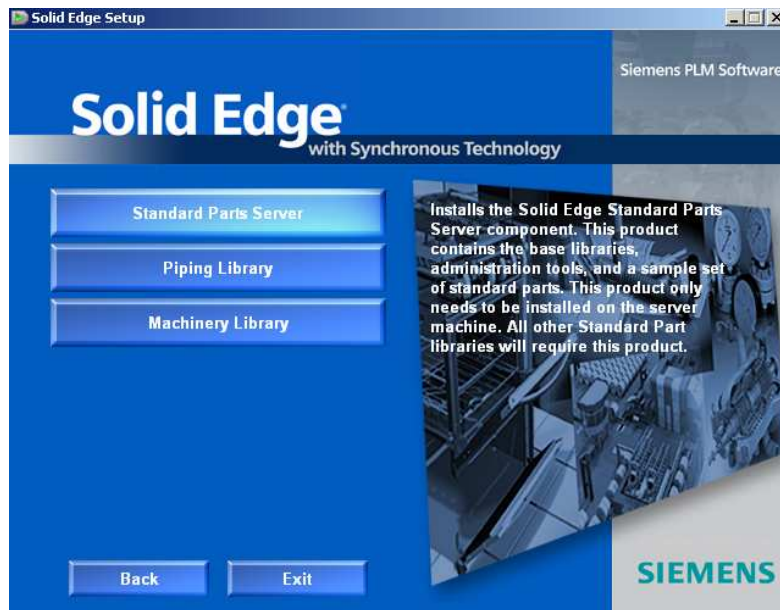 Solid Edge Setup
Siemens PLM Software
Solid Edge
with Synchronous Technology
Standard Parts Server
Piping Library
Machinery Library
Installs the Solid Edge Standard Parts
Server component. This product
contains the base libraries,
administration tools, and a sample set
of standard parts. This product only
needs to be installed on the server
machine. All other Standard Part
libraries will require this product.
Back
Exit
SIEMENS